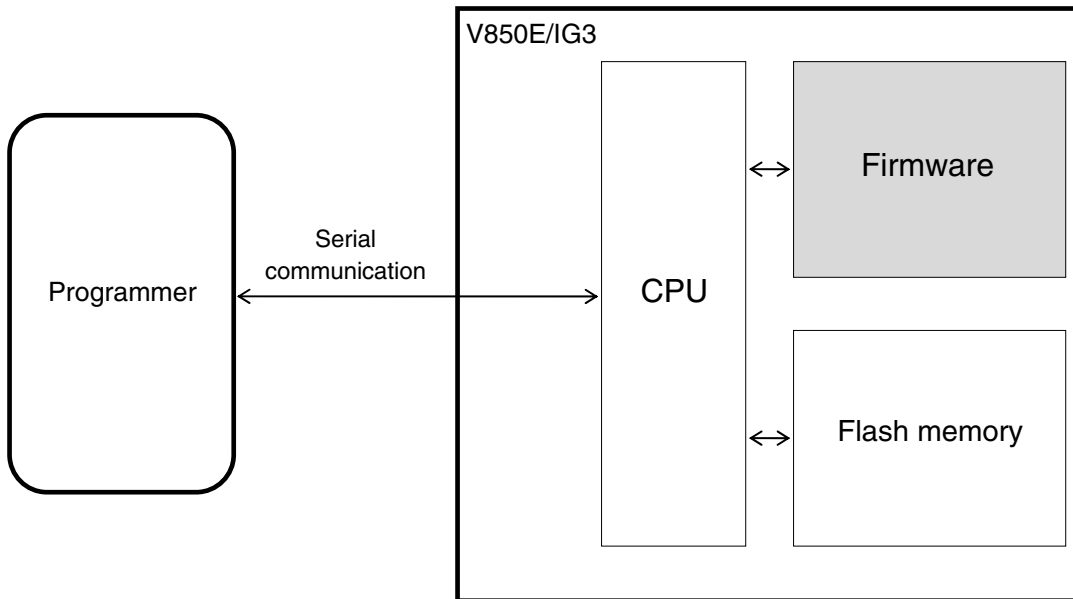 V850E/IG3
Firmware
Serial
communication
Programmer
CPU
Flash memory